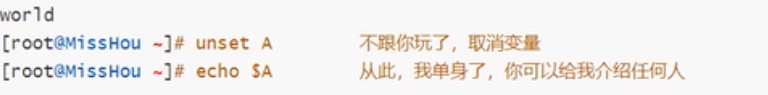 world
[root@MissHou ~]# unset A 不跟你玩了，取消变量
[root@MissHou ~]# echo $A 从此，我单身了，你可以给我介绍任何人